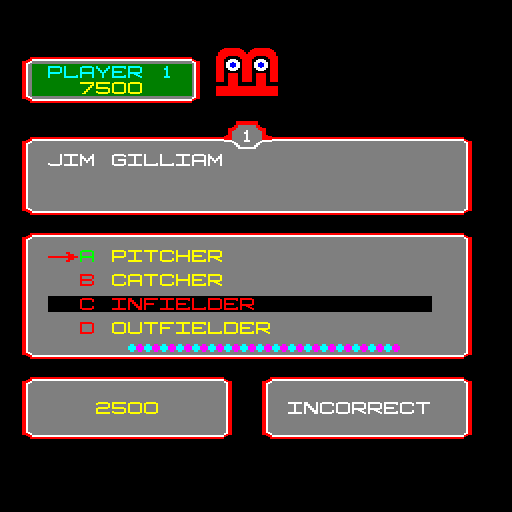 PLAYER 1
7500
1
JIM GILLIAM
A PITCHER
B CATCHER
C INFIELDER
D OUTFIELDER
2500
INCORRECT